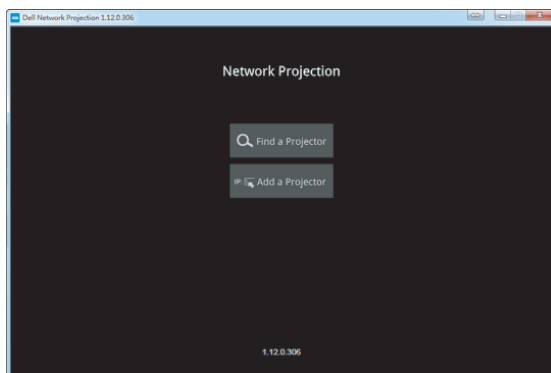 Dell Network Projection 1.12.0.306
Network Projection
Find a Projector
IP: Add a Projector
1.12.0.306